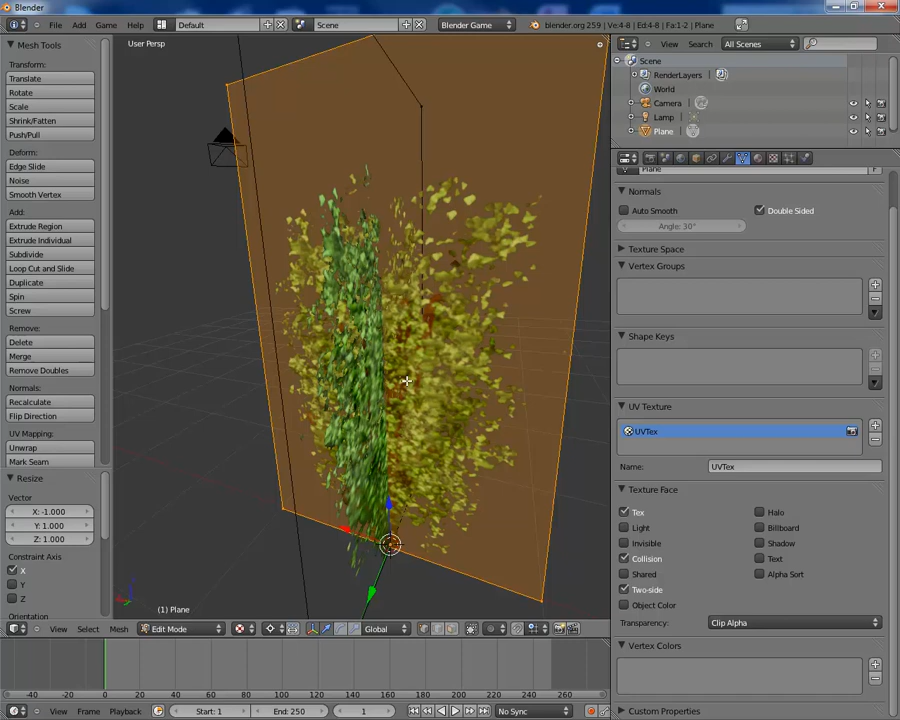 Blender
File Add Game Help Default Scene Blender Game blender.org 259 | Ve:4-8 | Ed:4-8 | Fa:1-2 | Plane
Mesh Tools
Transform:
Translate
Rotate
Scale
Shrink/Fatten
Push/Pull
Deform:
Edge Slide
Noise
Smooth Vertex
Add:
Extrude Region
Extrude Individual
Subdivide
Loop Cut and Slide
Duplicate
Spin
Screw
Remove:
Delete
Merge
Remove Doubles
Normals:
Recalculate
Flip Direction
UV Mapping:
Unwrap
Mark Seam
Resize
Vector
X: -1.000
Y: 1.000
Z: 1.000
Constraint Axis
X
Y
Z
Orientation
User Persp
(1) Plane
View Select Mesh Edit Mode Global
-40 -20 0 20 40 60 80 100 120 140 160 180 200 220 240 260
View Frame Playback Start: 1 End: 250 1 No Sync
View Search All Scenes
Scene
RenderLayers
World
Camera
Lamp
Plane
Plane F
Normals
Auto Smooth Double Sided
Angle: 30°
Texture Space
Vertex Groups
Shape Keys
UV Texture
UVTex
Name: UVTex
Texture Face
Tex Halo
Light Billboard
Invisible Shadow
Collision Text
Shared Alpha Sort
Two-side
Object Color
Transparency: Clip Alpha
Vertex Colors
Custom Properties